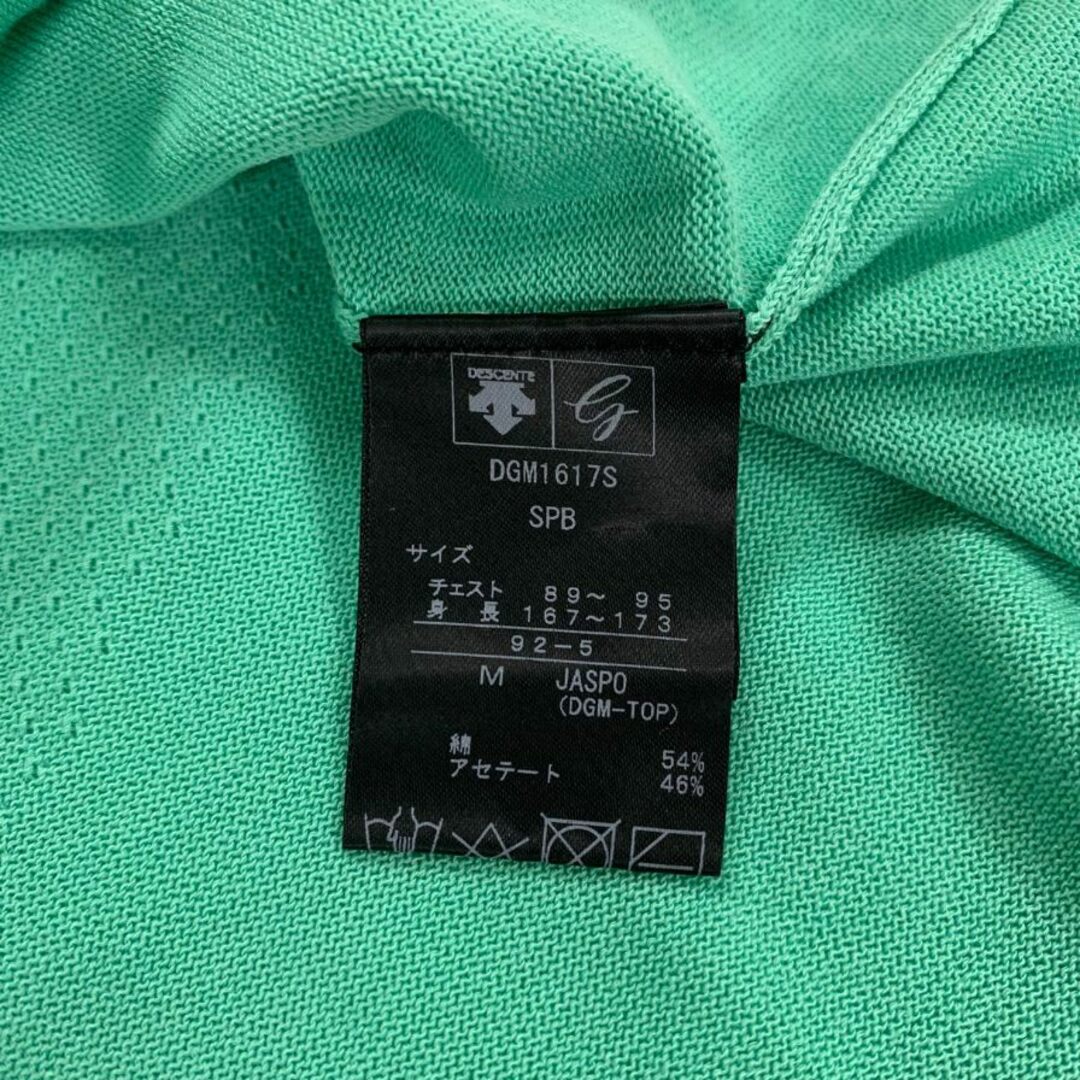 DESCENTE
G
DGM1617S
SPB
サイズ
チェスト 89〜 95
身 長 167〜173
92-5
M JASPO
(DGM-TOP)
綿 54%
アセテート 46%